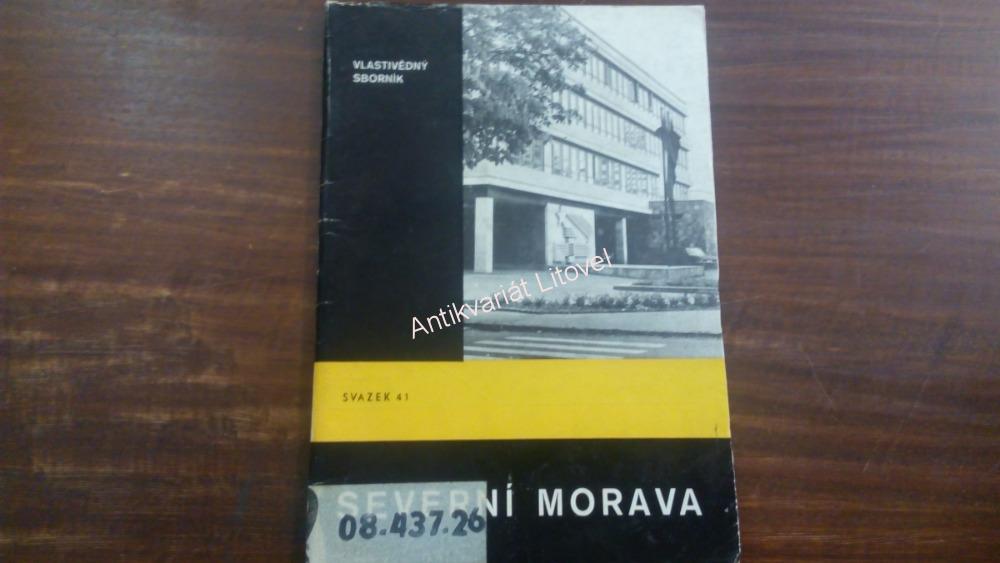 VLASTIVĚDNÝ
SBORNÍK
Antikvariát Litovel
SVAZEK 41
SEVERNÍ MORAVA
08.437.26